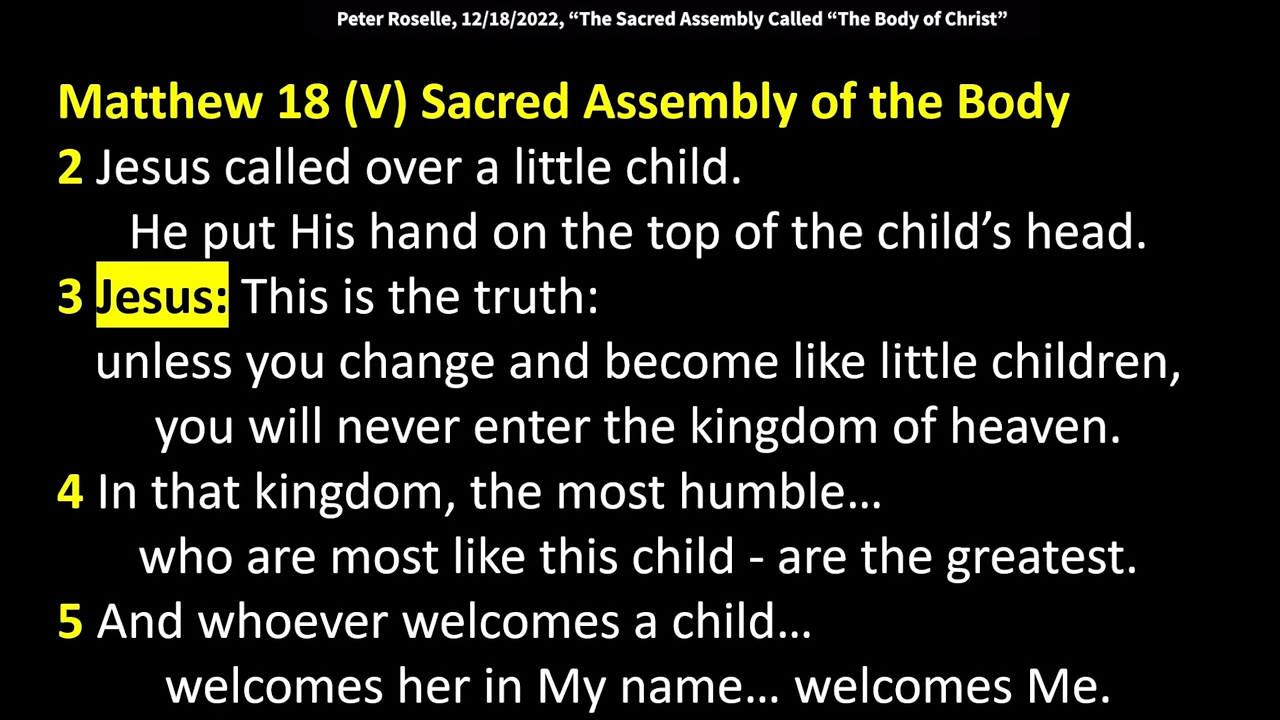 Peter Roselle, 12/18/2022, “The Sacred Assembly Called “The Body of Christ”
Matthew 18 (V) Sacred Assembly of the Body
2 Jesus called over a little child.
He put His hand on the top of the child’s head.
3 Jesus: This is the truth:
unless you change and become like little children,
you will never enter the kingdom of heaven.
4 In that kingdom, the most humble…
who are most like this child - are the greatest.
5 And whoever welcomes a child…
welcomes her in My name… welcomes Me.